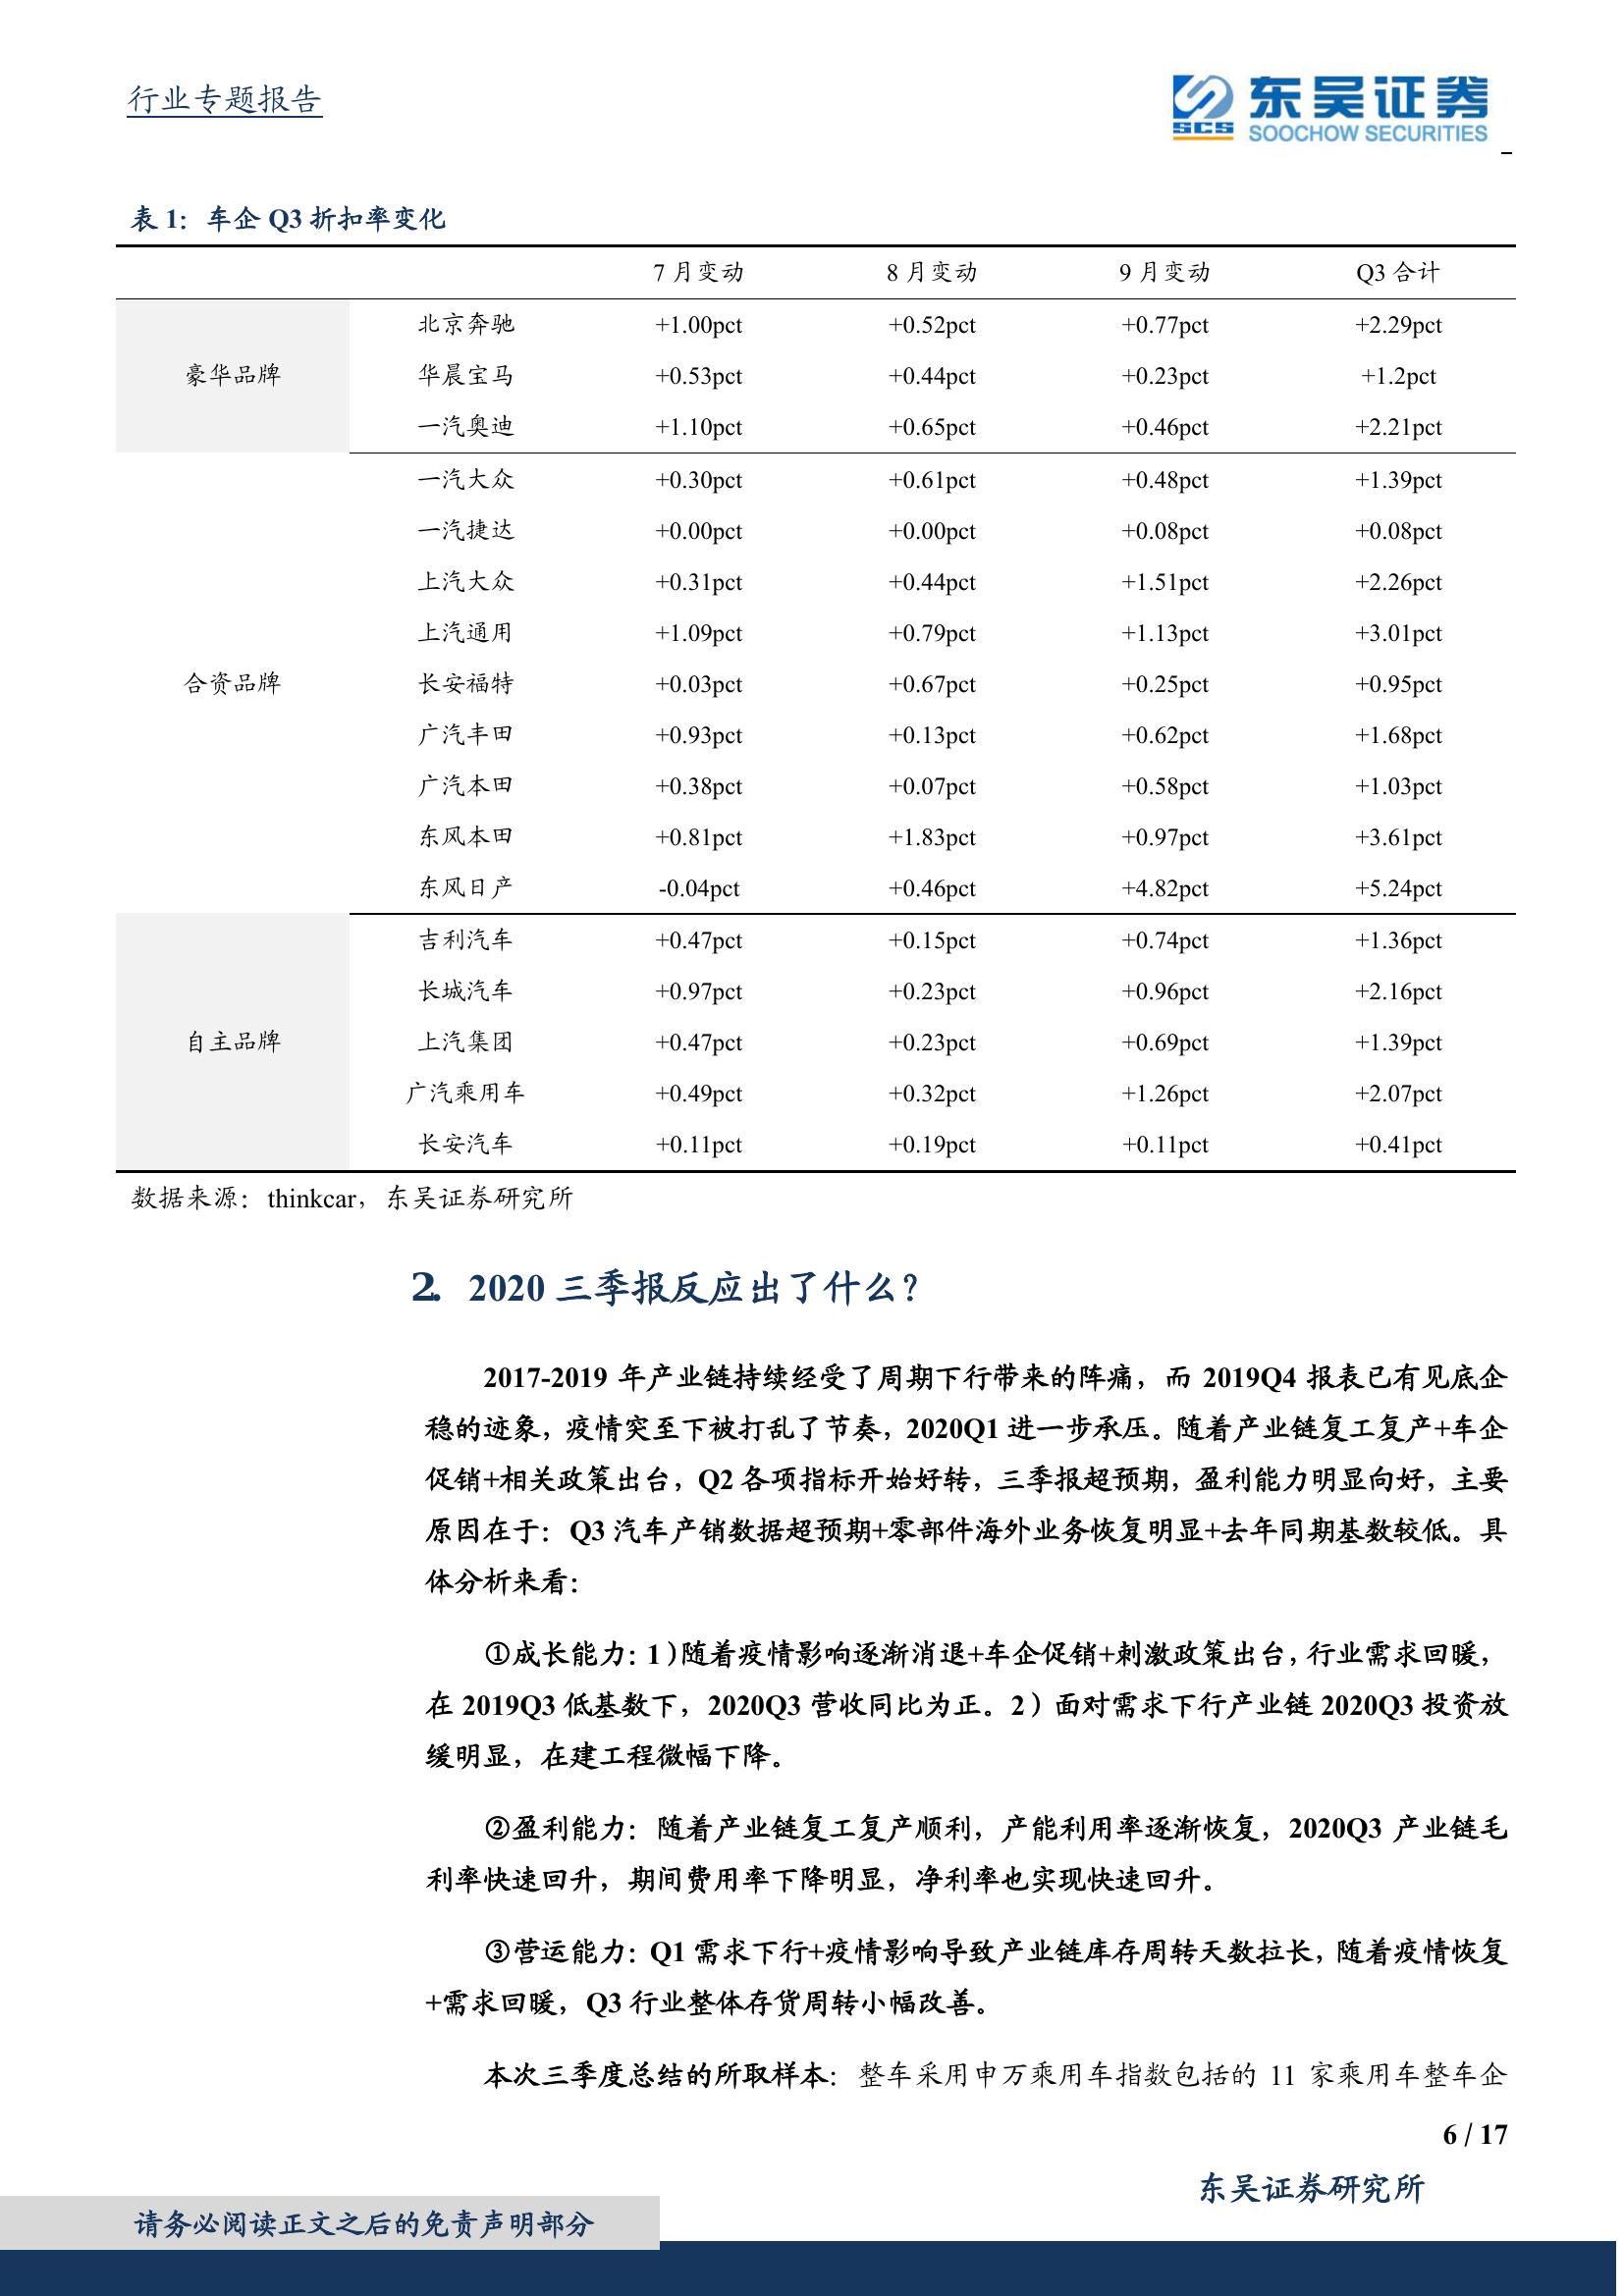 行业专题报告
东吴证券
SCS
SOOCHOW SECURITIES
表 1：车企 Q3 折扣率变化
7 月变动 8 月变动 9 月变动 Q3 合计
豪华品牌
北京奔驰 +1.00pct +0.52pct +0.77pct +2.29pct
华晨宝马 +0.53pct +0.44pct +0.23pct +1.2pct
一汽奥迪 +1.10pct +0.65pct +0.46pct +2.21pct
合资品牌
一汽大众 +0.30pct +0.61pct +0.48pct +1.39pct
一汽捷达 +0.00pct +0.00pct +0.08pct +0.08pct
上汽大众 +0.31pct +0.44pct +1.51pct +2.26pct
上汽通用 +1.09pct +0.79pct +1.13pct +3.01pct
长安福特 +0.03pct +0.67pct +0.25pct +0.95pct
广汽丰田 +0.93pct +0.13pct +0.62pct +1.68pct
广汽本田 +0.38pct +0.07pct +0.58pct +1.03pct
东风本田 +0.81pct +1.83pct +0.97pct +3.61pct
东风日产 -0.04pct +0.46pct +4.82pct +5.24pct
自主品牌
吉利汽车 +0.47pct +0.15pct +0.74pct +1.36pct
长城汽车 +0.97pct +0.23pct +0.96pct +2.16pct
上汽集团 +0.47pct +0.23pct +0.69pct +1.39pct
广汽乘用车 +0.49pct +0.32pct +1.26pct +2.07pct
长安汽车 +0.11pct +0.19pct +0.11pct +0.41pct
数据来源：thinkcar，东吴证券研究所
2. 2020 三季报反应出了什么？
2017-2019 年产业链持续经受了周期下行带来的阵痛，而 2019Q4 报表已有见底企
稳的迹象，疫情突至下被打乱了节奏，2020Q1 进一步承压。随着产业链复工复产+车企
促销+相关政策出台，Q2 各项指标开始好转，三季报超预期，盈利能力明显向好，主要
原因在于：Q3 汽车产销数据超预期+零部件海外业务恢复明显+去年同期基数较低。具
体分析来看：
①成长能力：1）随着疫情影响逐渐消退+车企促销+刺激政策出台，行业需求回暖，
在 2019Q3 低基数下，2020Q3 营收同比为正。2）面对需求下行产业链 2020Q3 投资放
缓明显，在建工程微幅下降。
②盈利能力：随着产业链复工复产顺利，产能利用率逐渐恢复，2020Q3 产业链毛
利率快速回升，期间费用率下降明显，净利率也实现快速回升。
③营运能力：Q1 需求下行+疫情影响导致产业链库存周转天数拉长，随着疫情恢复
+需求回暖，Q3 行业整体存货周转小幅改善。
本次三季度总结的所取样本：整车采用申万乘用车指数包括的 11 家乘用车整车企
6 / 17
东吴证券研究所
请务必阅读正文之后的免责声明部分